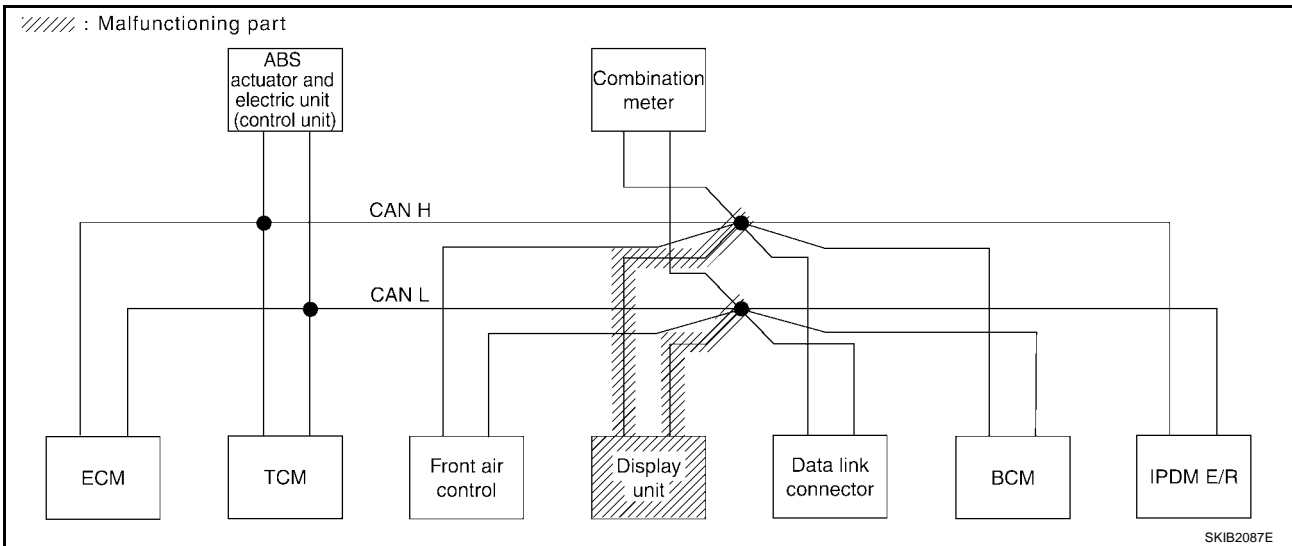 : Malfunctioning part
ABS
actuator and
electric unit
(control unit)
Combination
meter
CAN H
CAN L
ECM
TCM
Front air
control
Display
unit
Data link
connector
BCM
IPDM E/R
SKIB2087E